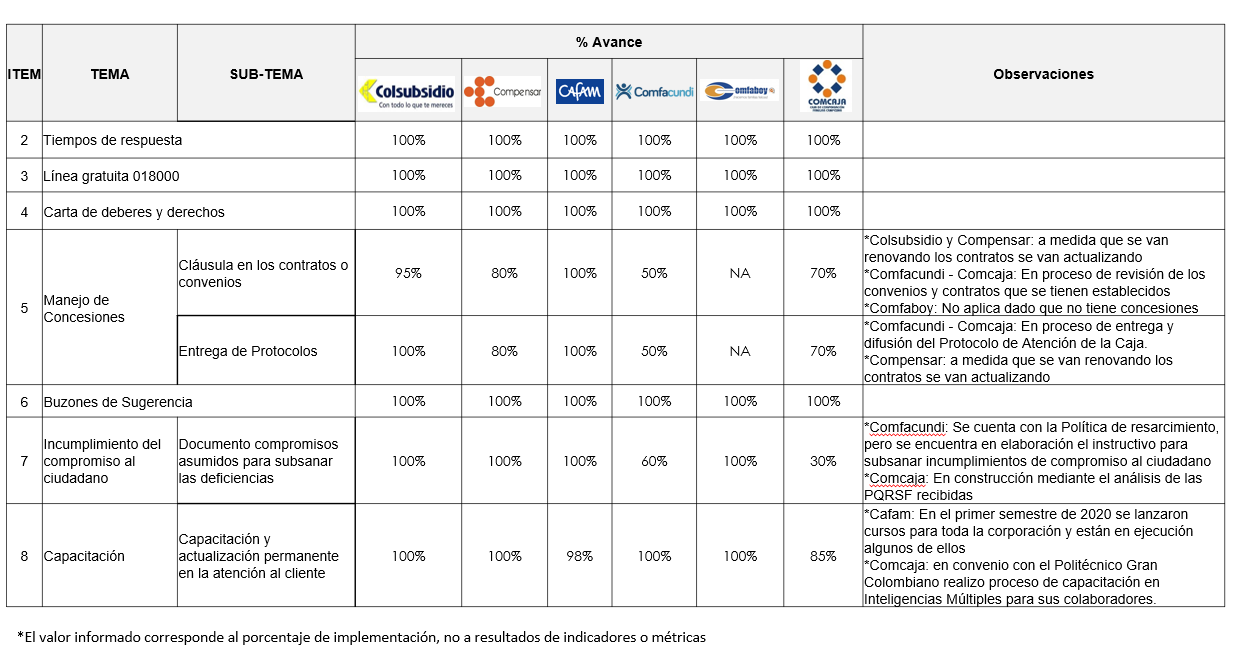 % Avance
ITEM TEMA SUB-TEMA Observaciones
Colsubsidio
Con todo lo que te mereces
Compensar
CAFAM
Comfacundi
Comfaboy
COMCAJA
2 Tiempos de respuesta 100% 100% 100% 100% 100% 100%
3 Línea gratuita 018000 100% 100% 100% 100% 100% 100%
4 Carta de deberes y derechos 100% 100% 100% 100% 100% 100%
5
Manejo de
Concesiones
Cláusula en los contratos o
convenios
95% 80% 100% 50% NA 70%
*Colsubsidio y Compensar: a medida que se van
renovando los contratos se van actualizando
*Comfacundi - Comcaja: En proceso de revisión de los
convenios y contratos que se tienen establecidos
*Comfaboy: No aplica dado que no tiene concesiones
Entrega de Protocolos 100% 80% 100% 50% NA 70%
*Comfacundi - Comcaja: En proceso de entrega y
difusión del Protocolo de Atención de la Caja.
*Compensar: a medida que se van renovando los
contratos se van actualizando
6 Buzones de Sugerencia 100% 100% 100% 100% 100% 100%
7
Incumplimiento del
compromiso al
ciudadano
Documento compromisos
asumidos para subsanar
las deficiencias
100% 100% 100% 60% 100% 30%
*Comfacundi: Se cuenta con la Política de resarcimiento,
pero se encuentra en elaboración el instructivo para
subsanar incumplimientos de compromiso al ciudadano
*Comcaja: En construcción mediante el análisis de las
PQRSF recibidas
8 Capacitación
Capacitación y
actualización permanente
en la atención al cliente
100% 100% 98% 100% 100% 85%
*Cafam: En el primer semestre de 2020 se lanzaron
cursos para toda la corporación y están en ejecución
algunos de ellos
*Comcaja: en convenio con el Politécnico Gran
Colombiano realizo proceso de capacitación en
Inteligencias Múltiples para sus colaboradores.
*El valor informado corresponde al porcentaje de implementación, no a resultados de indicadores o métricas